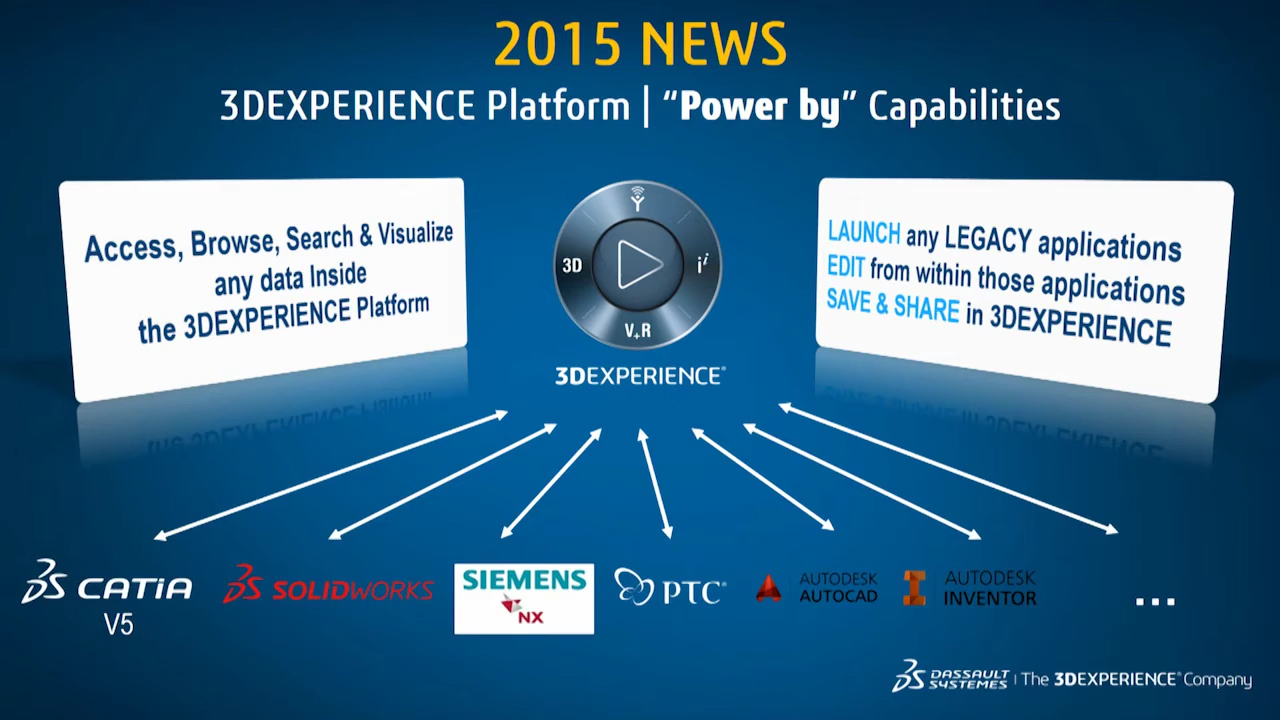 2015 NEWS
3DEXPERIENCE Platform | “Power by” Capabilities
Access, Browse, Search & Visualize
any data Inside
the 3DEXPERIENCE Platform
3D
i²
V+R
3DEXPERIENCE®
LAUNCH any LEGACY applications
EDIT from within those applications
SAVE & SHARE in 3DEXPERIENCE
CATIA
V5
SOLIDWORKS
SIEMENS
NX
PTC®
AUTODESK
AUTOCAD
AUTODESK
INVENTOR
...
DASSAULT
SYSTEMES | The 3DEXPERIENCE® Company